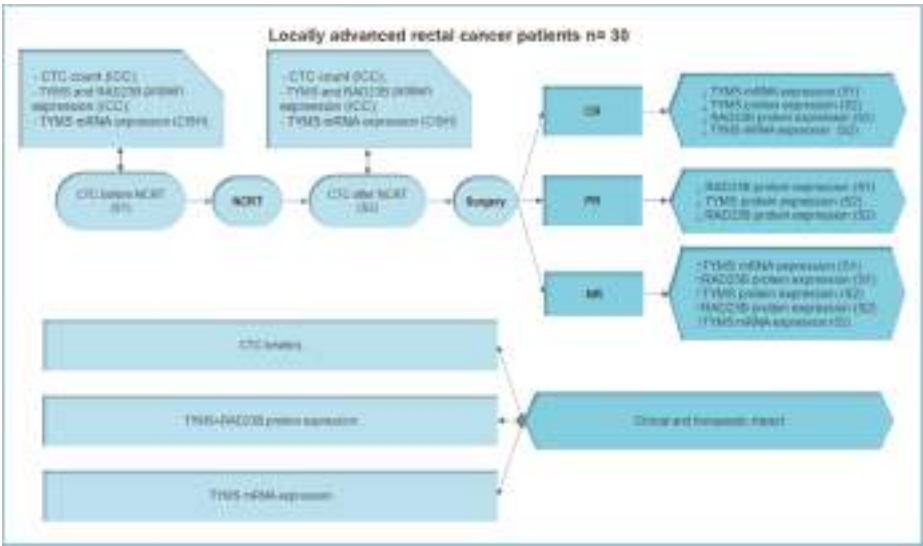 Locally advanced rectal cancer patients n= 30
- CTC count (ICC);
- TYMS and RAD23B protein
expression (ICC)
- TYMS mRNA expression (CISH)
- CTC count (ICC);
- TYMS and RAD23B protein
expression (ICC)
- TYMS mRNA expression (CISH)
CTC before NCRT
(S1)
NCRT
CTC after NCRT
(S2)
Surgery
CR
TYMS mRNA expression (S1)
TYMS protein expression (S2)
RAD23B protein expression
TYMS mRNA expression (S2)
PR
RAD23B protein expression (S1)
TYMS protein expression (S2)
RAD23B protein expression (S2)
NR
TYMS mRNA expression (S1)
RAD23B protein expression (S1)
TYMS protein expression (S2)
RAD23B protein expression (S2)
TYMS mRNA expression (S2)
CTC kinetics
TYMS+RAD23B protein expression
TYMS mRNA expression
Clinical and therapeutic impact